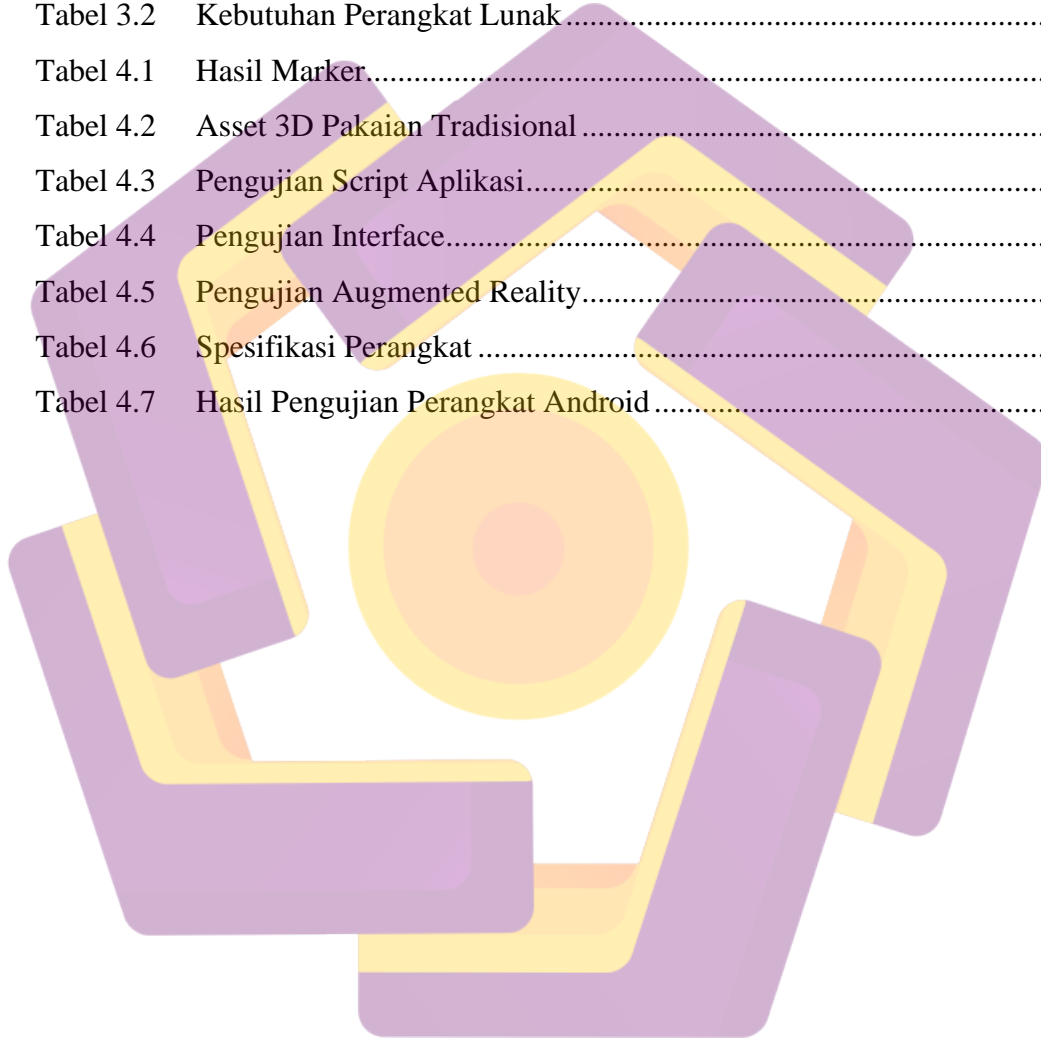 Tabel 3.2 Kebutuhan Perangkat Lunak................................................................
Tabel 4.1 Hasil Marker................................................................................
Tabel 4.2 Asset 3D Pakaian Tradisional..............................................................
Tabel 4.3 Pengujian Script Aplikasi..................................................................
Tabel 4.4 Pengujian Interface........................................................................
Tabel 4.5 Pengujian Augmented Reality................................................................
Tabel 4.6 Spesifikasi Perangkat......................................................................
Tabel 4.7 Hasil Pengujian Perangkat Android..........................................................